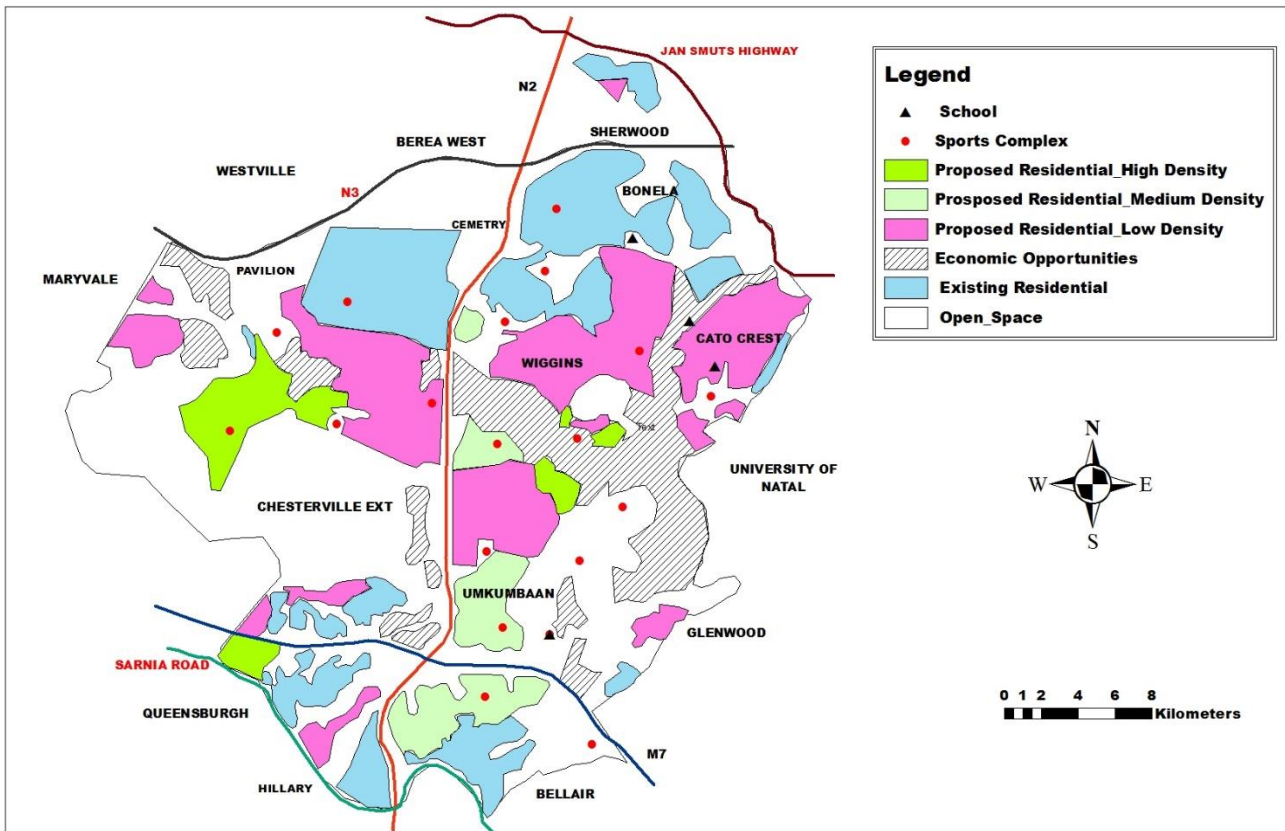 JAN SMUTS HIGHWAY
N2
SHERWOOD
BEREA WEST
WESTVILLE
N3
BONELA
CEMETRY
PAVILION
MARYVALE
CATO CREST
WIGGINS
Text
UNIVERSITY OF
NATAL
CHESTERVILLE EXT
UMKUMBAAN
GLENWOOD
SARNIA ROAD
QUEENSBURGH
M7
HILLARY
BELLAIR
Legend
School
Sports Complex
Proposed Residential_High Density
Prosposed Residential_Medium Density
Proposed Residential_Low Density
Economic Opportunities
Existing Residential
Open_Space
N
W E
S
0 1 2 4 6 8
Kilometers